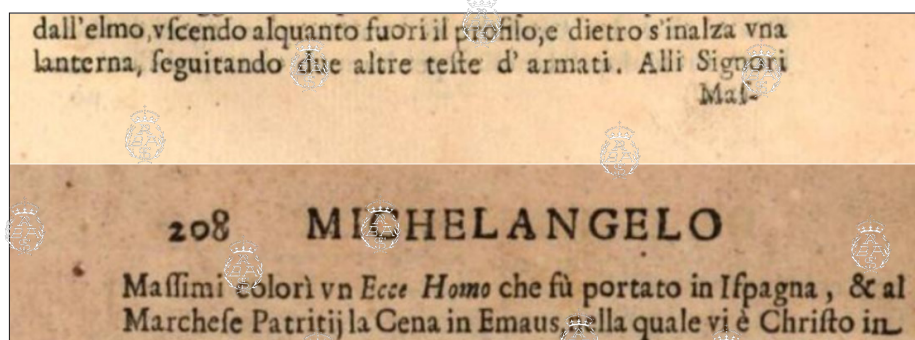 dall'elmo,vſcendo alquanto fuori il profilo,e dietro s'inalza vna
lanterna, ſeguitando due altre teſte d' armati. Alli Signori
Maſ-
208 MICHELANGELO
Maſſimi colorì vn Ecce Homo che fù portato in Iſpagna, & al
Marcheſe Patritij la Cena in Emaus,nella quale vi è Chriſto in